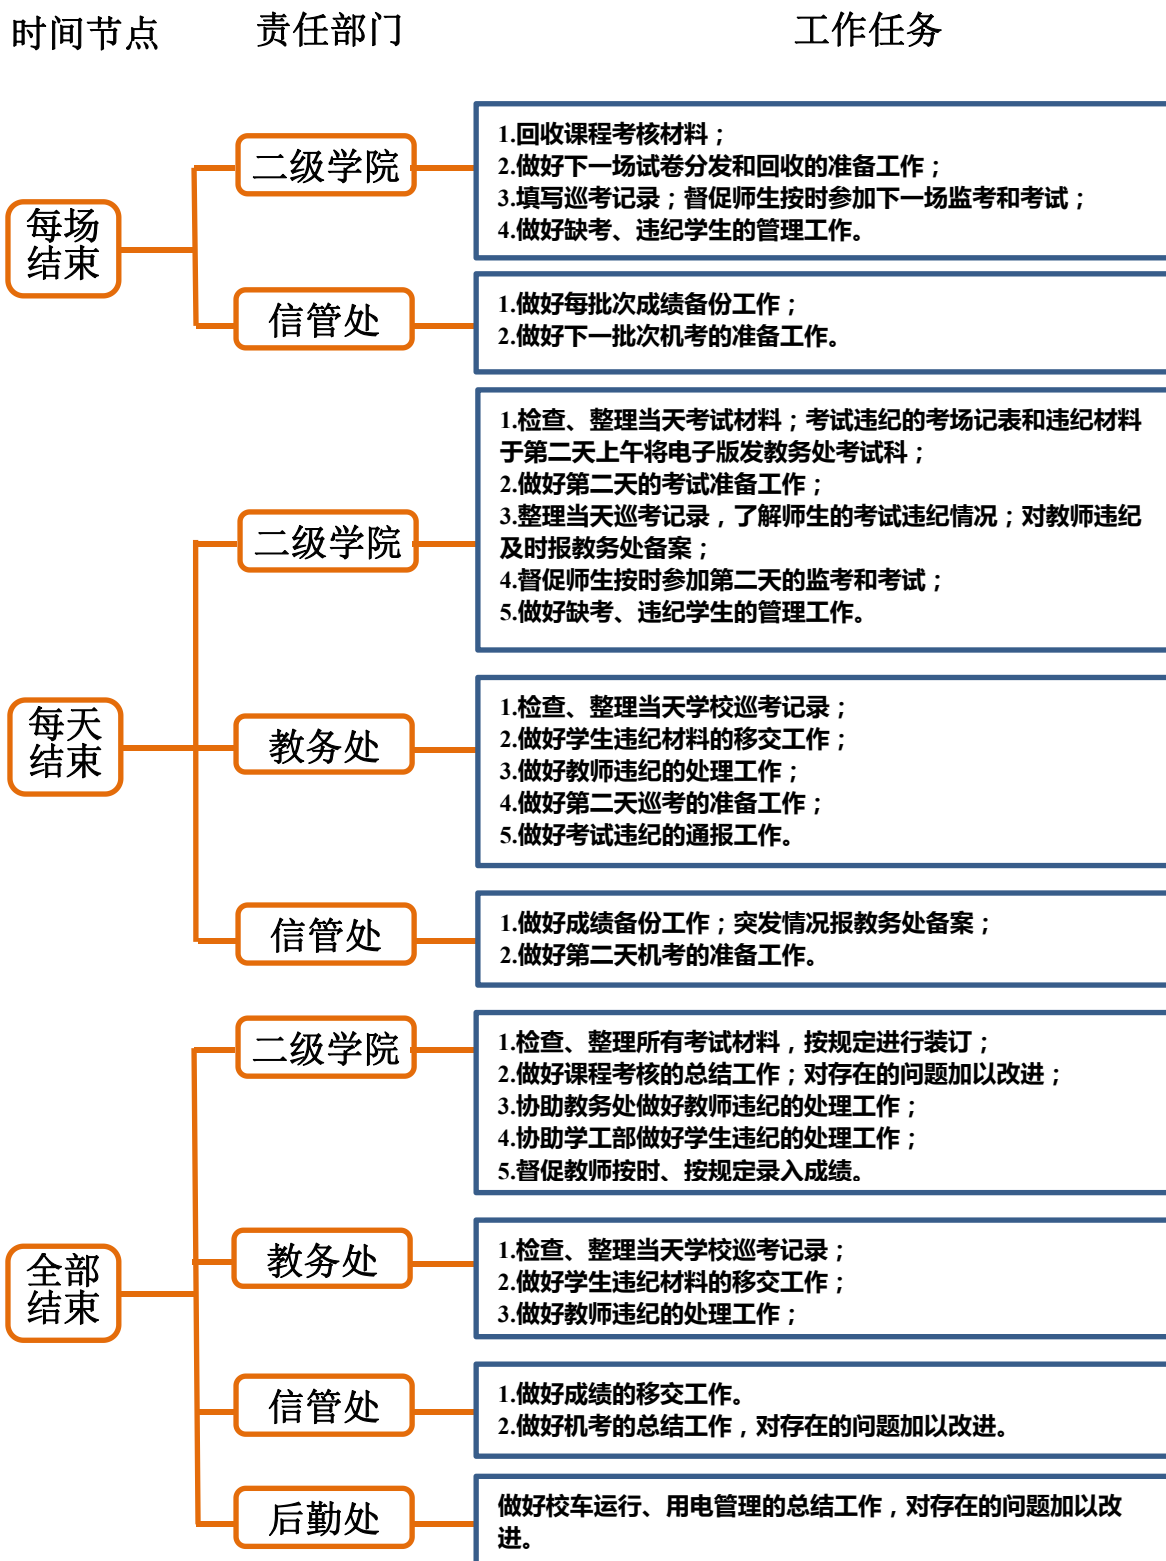 时间节点 责任部门 工作任务
每场
结束
二级学院
1.回收课程考核材料；
2.做好下一场试卷分发和回收的准备工作；
3.填写巡考记录；督促师生按时参加下一场监考和考试；
4.做好缺考、违纪学生的管理工作。
信管处
1.做好每批次成绩备份工作；
2.做好下一批次机考的准备工作。
每天
结束
二级学院
1.检查、整理当天考试材料；考试违纪的考场记表和违纪材料
于第二天上午将电子版发教务处考试科；
2.做好第二天的考试准备工作；
3.整理当天巡考记录，了解师生的考试违纪情况；对教师违纪
及时报教务处备案；
4.督促师生按时参加第二天的监考和考试；
5.做好缺考、违纪学生的管理工作。
教务处
1.检查、整理当天学校巡考记录；
2.做好学生违纪材料的移交工作；
3.做好教师违纪的处理工作；
4.做好第二天巡考的准备工作；
5.做好考试违纪的通报工作。
信管处
1.做好成绩备份工作；突发情况报教务处备案；
2.做好第二天机考的准备工作。
全部
结束
二级学院
1.检查、整理所有考试材料，按规定进行装订；
2.做好课程考核的总结工作；对存在的问题加以改进；
3.协助教务处做好教师违纪的处理工作；
4.协助学工部做好学生违纪的处理工作；
5.督促教师按时、按规定录入成绩。
教务处
1.检查、整理当天学校巡考记录；
2.做好学生违纪材料的移交工作；
3.做好教师违纪的处理工作；
信管处
1.做好成绩的移交工作。
2.做好机考的总结工作，对存在的问题加以改进。
后勤处
做好校车运行、用电管理的总结工作，对存在的问题加以改
进。